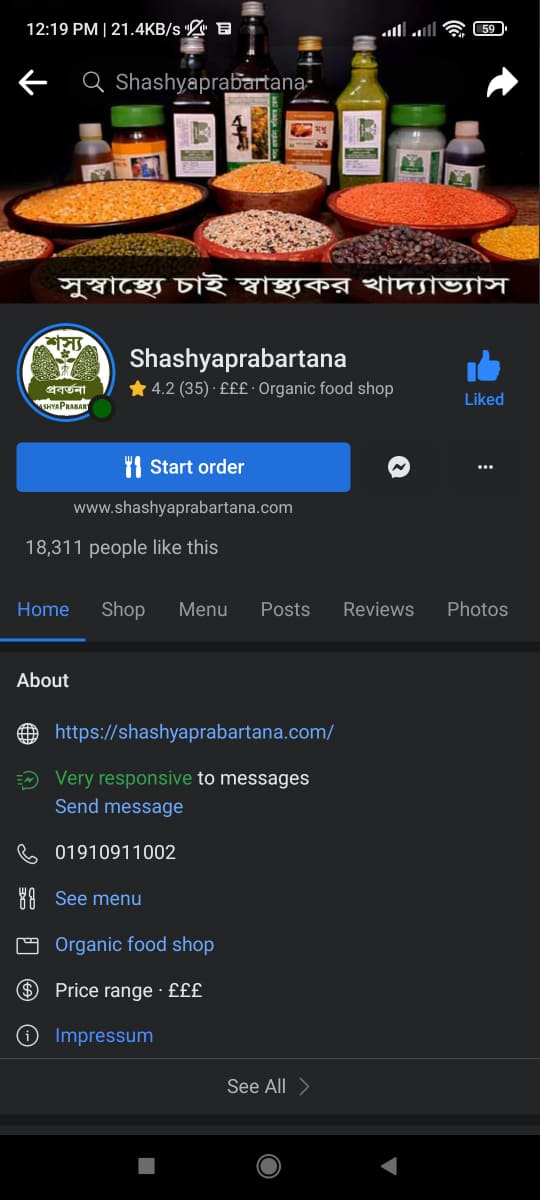 12:19 PM | 21.4KB/s
59
Shashyaprabartana
সুস্বাস্থ্যে চাই স্বাস্থ্যকর খাদ্যাভ্যাস
শস্য
প্রবর্তনা
Shashyaprabartana
4.2 (35) · £££ · Organic food shop
Liked
Start order
www.shashyaprabartana.com
18,311 people like this
Home Shop Menu Posts Reviews Photos
About
https://shashyaprabartana.com/
Very responsive to messages
Send message
01910911002
See menu
Organic food shop
Price range · £££
Impressum
See All